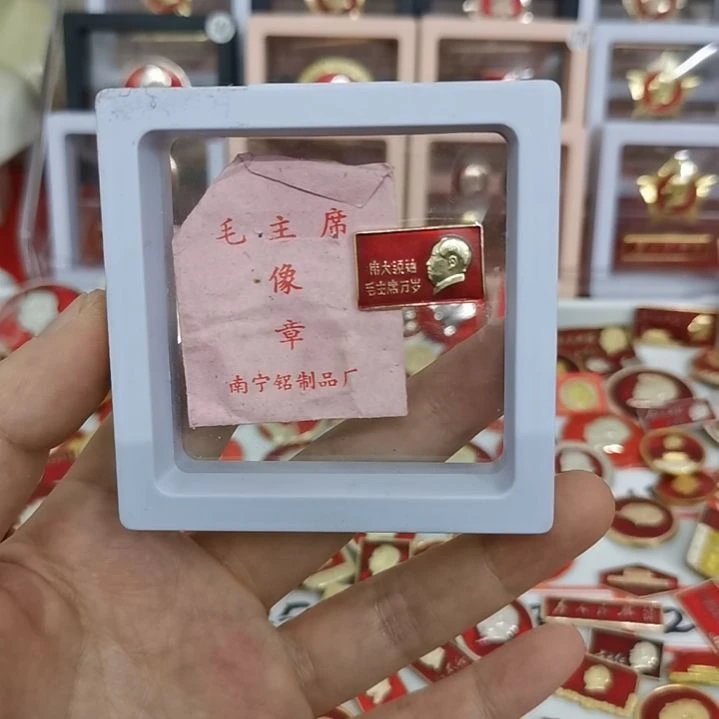 毛主席
像
章
南宁铝制品厂
伟大领袖
毛主席万岁